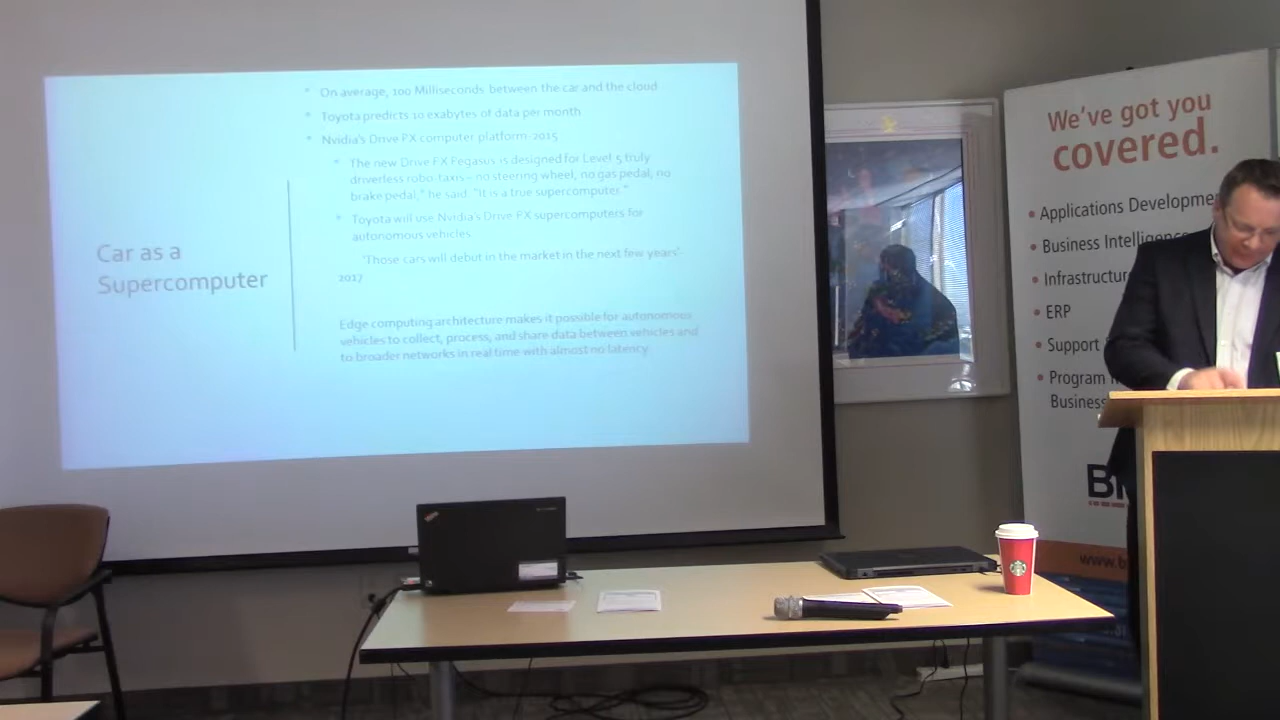 Car as a
Supercomputer
On average, 100 Milliseconds between the car and the cloud
Toyota predicts 10 exabytes of data per month
Nvidia's Drive PX computer platform-2015
The new Drive PX Pegasus is designed for Level 5 truly
driverless robo taxis – no steering wheel, no gas pedal, no
brake pedal," he said. "It is a true supercomputer."
Toyota will use Nvidia's Drive PX supercomputers for
autonomous vehicles
'Those cars will debut in the market in the next few years'-
2017
Edge computing architecture makes it possible for autonomous
vehicles to collect, process, and share data between vehicles and
to broader networks in real time with almost no latency
We've got you
covered.
Applications Developme
Business Intelligence
Infrastructure
ERP
Support
Program
Business
www.b